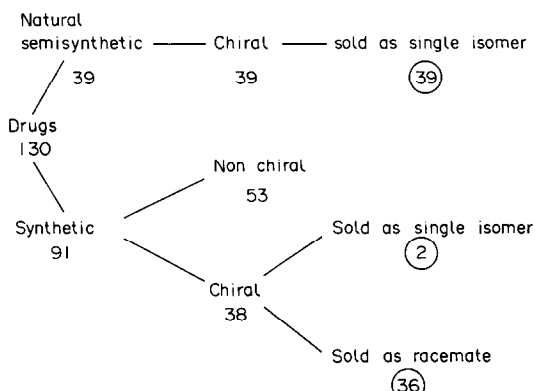 Natural
semisynthetic
Chiral
sold as single isomer
39
39
39
Drugs
130
Non chiral
53
Synthetic
91
Sold as single isomer
2
Chiral
38
Sold as racemate
36